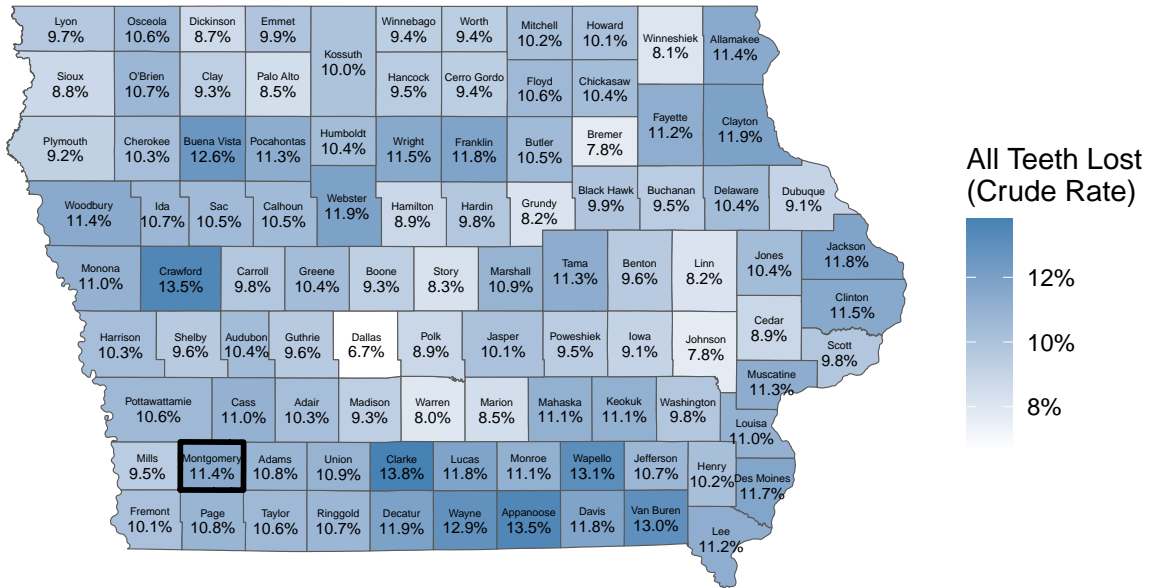 Lyon
9.7%
Osceola
10.6%
Dickinson
8.7%
Emmet
9.9%
Kossuth
10.0%
Winnebago
9.4%
Worth
9.4%
Mitchell
10.2%
Howard
10.1%
Winneshiek
8.1%
Allamakee
11.4%
Sioux
8.8%
O'Brien
10.7%
Clay
9.3%
Palo Alto
8.5%
Hancock
9.5%
Cerro Gordo
9.4%
Floyd
10.6%
Chickasaw
10.4%
Fayette
11.2%
Clayton
11.9%
Plymouth
9.2%
Cherokee
10.3%
Buena Vista
12.6%
Pocahontas
11.3%
Humboldt
10.4%
Wright
11.5%
Franklin
11.8%
Butler
10.5%
Bremer
7.8%
Woodbury
11.4%
Ida
10.7%
Sac
10.5%
Calhoun
10.5%
Webster
11.9%
Hamilton
8.9%
Hardin
9.8%
Grundy
8.2%
Black Hawk
9.9%
Buchanan
9.5%
Delaware
10.4%
Dubuque
9.1%
Monona
11.0%
Crawford
13.5%
Carroll
9.8%
Greene
10.4%
Boone
9.3%
Story
8.3%
Marshall
10.9%
Tama
11.3%
Benton
9.6%
Linn
8.2%
Jones
10.4%
Jackson
11.8%
Clinton
11.5%
Harrison
10.3%
Shelby
9.6%
Audubon
10.4%
Guthrie
9.6%
Dallas
6.7%
Polk
8.9%
Jasper
10.1%
Poweshiek
9.5%
Iowa
9.1%
Johnson
7.8%
Cedar
8.9%
Scott
9.8%
Muscatine
11.3%
Pottawattamie
10.6%
Cass
11.0%
Adair
10.3%
Madison
9.3%
Warren
8.0%
Marion
8.5%
Mahaska
11.1%
Keokuk
11.1%
Washington
9.8%
Louisa
11.0%
Mills
9.5%
Montgomery
11.4%
Adams
10.8%
Union
10.9%
Clarke
13.8%
Lucas
11.8%
Monroe
11.1%
Wapello
13.1%
Jefferson
10.7%
Henry
10.2%
Des Moines
11.7%
Fremont
10.1%
Page
10.8%
Taylor
10.6%
Ringgold
10.7%
Decatur
11.9%
Wayne
12.9%
Appanoose
13.5%
Davis
11.8%
Van Buren
13.0%
Lee
11.2%
All Teeth Lost
(Crude Rate)
12%
10%
8%